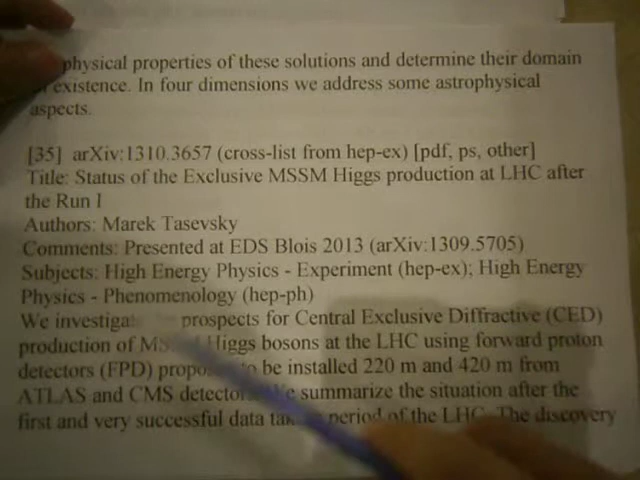 physical properties of these solutions and determine their domain
existence. In four dimensions we address some astrophysical
aspects.
[35] arXiv:1310.3657 (cross-list from hep-ex) [pdf, ps, other]
Title: Status of the Exclusive MSSM Higgs production at LHC after
the Run I
Authors: Marek Tasevsky
Comments: Presented at EDS Blois 2013 (arXiv:1309.5705)
Subjects: High Energy Physics - Experiment (hep-ex); High Energy
Physics - Phenomenology (hep-ph)
We prospects for Central Exclusive Diffractive (CED)
production of Higgs bosons at the LHC using forward proton
detectors (FPD) be installed 220 m and 420 m from
ATLAS and CMS summarize the situation after the
first and very successful data period of the LHC. The discovery